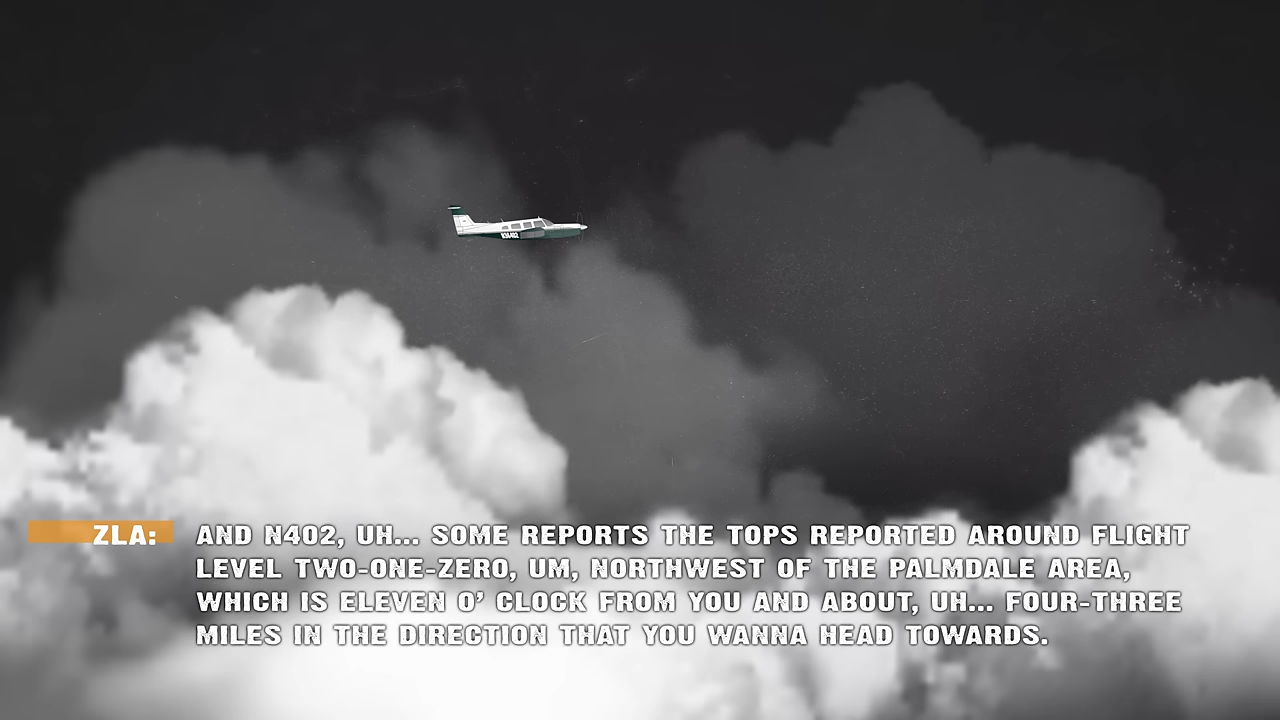 N36402
ZLA: AND N402, UH... SOME REPORTS THE TOPS REPORTED AROUND FLIGHT
LEVEL TWO-ONE-ZERO, UM, NORTHWEST OF THE PALMDALE AREA,
WHICH IS ELEVEN O' CLOCK FROM YOU AND ABOUT, UH... FOUR-THREE
MILES IN THE DIRECTION THAT YOU WANNA HEAD TOWARDS.